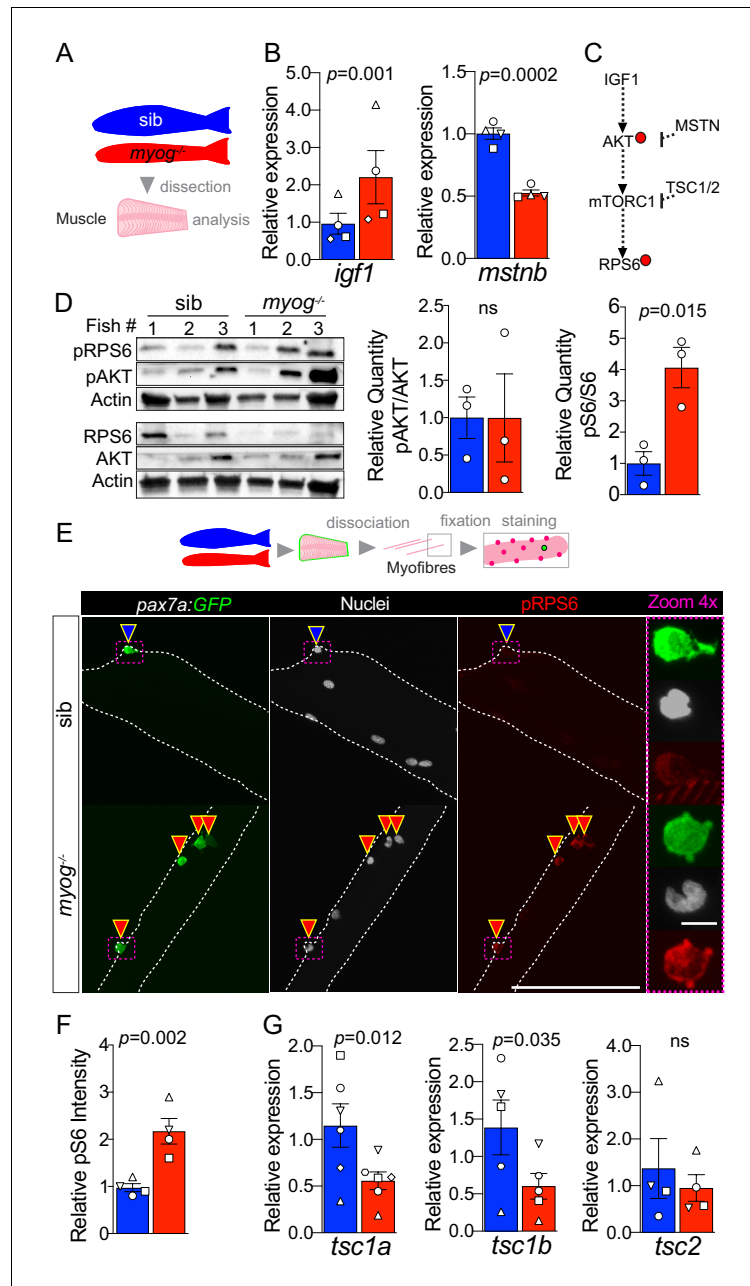 A
sib
myog-/-
dissection
Muscle
analysis
B
Relative expression
5.0
4.0
3.0
2.0
1.0
0.0
p=0.001
igf1
Relative expression
1.5
1.0
0.5
0.0
p=0.0002
mstnb
C
IGF1
AKT
MSTN
mTORC1
TSC1/2
RPS6
D
sib
myog-/-
Fish #
1 2 3 1 2 3
pRPS6
pAKT
Actin
RPS6
AKT
Actin
Relative Quantity
pAKT/AKT
2.5
2.0
1.5
1.0
0.5
0.0
ns
Relative Quantity
pS6/S6
6
5
4
3
2
1
0
p=0.015
E
dissociation
fixation
staining
Myofibres
pax7a:GFP
Nuclei
pRPS6
Zoom 4x
sib
myog-/-
F
Relative pS6 Intensity
4
3
2
1
0
p=0.002
G
Relative expression
2.0
1.5
1.0
0.5
0.0
p=0.012
tsc1a
Relative expression
2.5
2.0
1.5
1.0
0.5
0.0
p=0.035
tsc1b
Relative expression
4
3
2
1
0
ns
tsc2